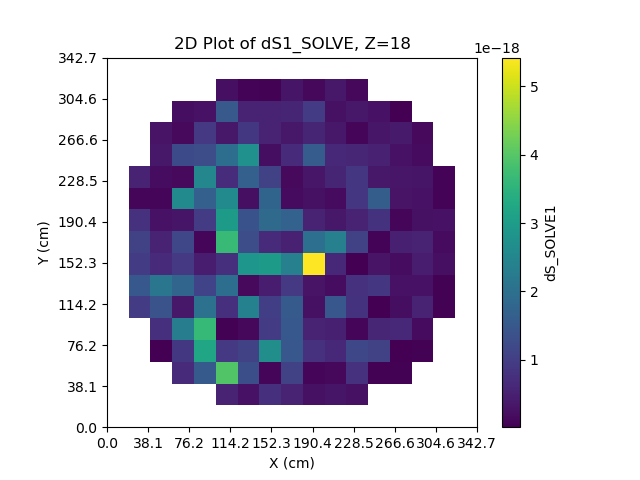 2D Plot of dS1_SOLVE, Z=18
1e−18
342.7
304.6
266.6
228.5
190.4
152.3
114.2
76.2
38.1
0.0
Y (cm)
0.0 38.1 76.2 114.2 152.3 190.4 228.5 266.6 304.6 342.7
X (cm)
5
4
3
2
1
dS_SOLVE1